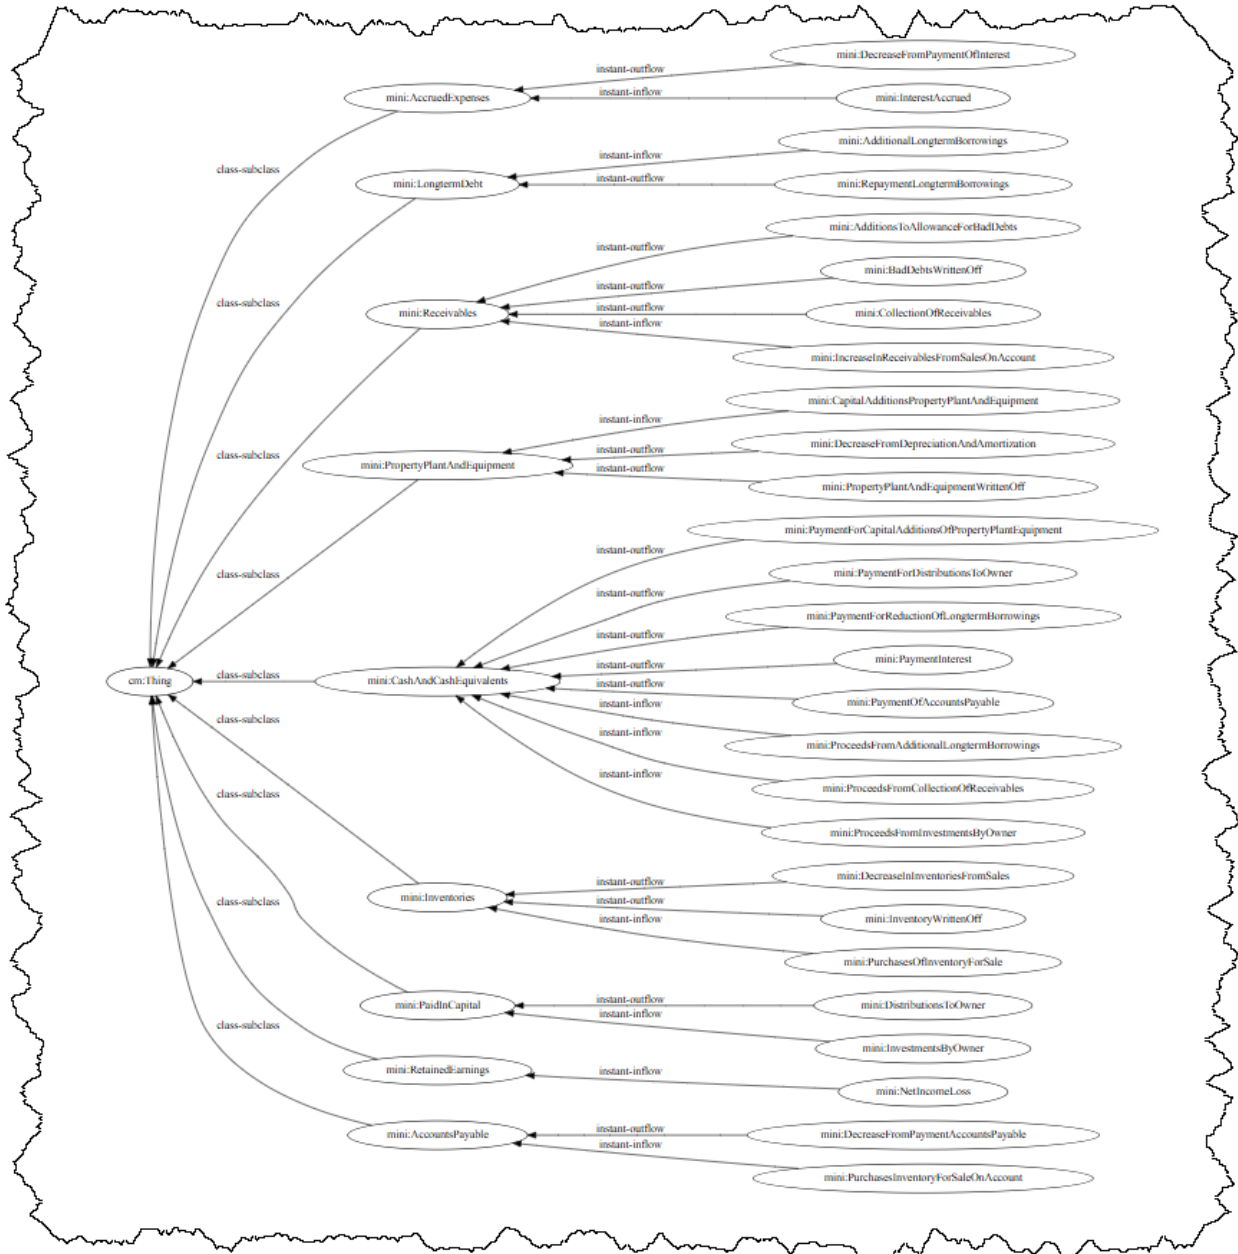 mini:DecreaseFromPaymentOfInterest
instant-outflow
mini:AccruedExpenses
instant-inflow
mini:InterestAccrued
mini:AdditionalLongtermBorrowings
instant-inflow
class-subclass
mini:LongtermDebt
instant-outflow
mini:RepaymentLongtermBorrowings
mini:AdditionsToAllowanceForBadDebts
instant-outflow
mini:BadDebtsWrittenOff
instant-outflow
class-subclass
mini:Receivables
instant-outflow
mini:CollectionOfReceivables
instant-inflow
mini:IncreaseInReceivablesFromSalesOnAccount
mini:CapitalAdditionsPropertyPlantAndEquipment
instant-inflow
mini:DecreaseFromDepreciationAndAmortization
class-subclass
instant-outflow
mini:PropertyPlantAndEquipment
instant-outflow
mini:PropertyPlantAndEquipmentWrittenOff
mini:PaymentForCapitalAdditionsOfPropertyPlantEquipment
instant-outflow
class-subclass
mini:PaymentForDistributionsToOwner
instant-outflow
mini:PaymentForReductionOfLongtermBorrowings
instant-outflow
mini:PaymentInterest
instant-outflow
cm:Thing
class-subclass
mini:CashAndCashEquivalents
instant-outflow
mini:PaymentOfAccountsPayable
instant-inflow
class-subclass
instant-inflow
mini:ProceedsFromAdditionalLongtermBorrowings
instant-inflow
mini:ProceedsFromCollectionOfReceivables
class-subclass
mini:ProceedsFromInvestmentsByOwner
mini:DecreaseInInventoriesFromSales
instant-outflow
mini:Inventories
instant-outflow
class-subclass
mini:InventoryWrittenOff
instant-inflow
mini:PurchasesOfInventoryForSale
instant-outflow
mini:PaidInCapital
mini:DistributionsToOwner
instant-inflow
class-subclass
mini:InvestmentsByOwner
mini:RetainedEarnings
instant-inflow
mini:NetIncomeLoss
instant-outflow
mini:AccountsPayable
mini:DecreaseFromPaymentAccountsPayable
instant-inflow
mini:PurchasesInventoryForSaleOnAccount